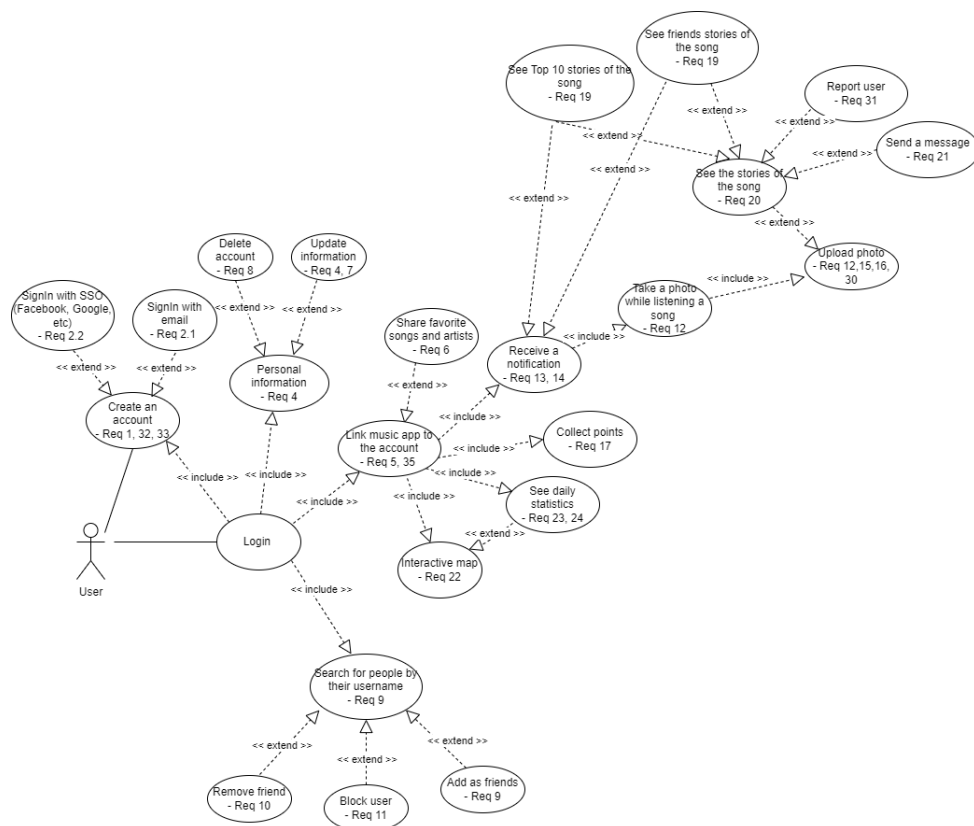 See friends stories of
the song
- Req 19
See Top 10 stories of the
song
- Req 19
Report user
- Req 31
<< extend >>
<< extend >>
<< extend >>
Send a message
- Req 21
<< extend >>
<< extend >>
See the stories of
the song
- Req 20
<< extend >>
<< extend >>
Delete
account
- Req 8
Update
information
- Req 4, 7
Upload photo
- Req 12,15,16,
30
<< include >>
SignIn with SSO
(Facebook, Google,
etc)
- Req 2.2
SignIn with
email
- Req 2.1
<< extend >>
<< extend >>
Take a photo
while listening a
song
- Req 12
Share favorite
songs and artists
- Req 6
<< include >>
Receive a
notification
- Req 13, 14
<< extend >>
<< extend >>
Personal
information
- Req 4
<< extend >>
Create an
account
- Req 1, 32, 33
<< include >>
Link music app to
the account
- Req 5, 35
Collect points
- Req 17
<< include >>
<< include >>
<< include >>
<< include >>
<< include >>
See daily
statistics
- Req 23, 24
<< include >>
<< extend >>
Login
Interactive map
- Req 22
User
<< include >>
Search for people by
their username
- Req 9
<< extend >>
<< extend >>
<< extend >>
Remove friend
- Req 10
Block user
- Req 11
Add as friends
- Req 9